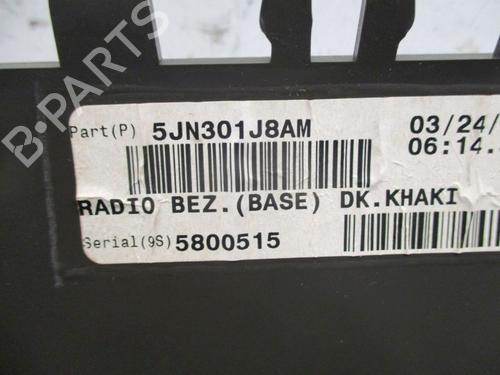 Part(P) 5JN301J8AM 03/24/
06:14.
RADIO BEZ.(BASE) DK.KHAKI
Serial(9S) 5800515
B-PARTS